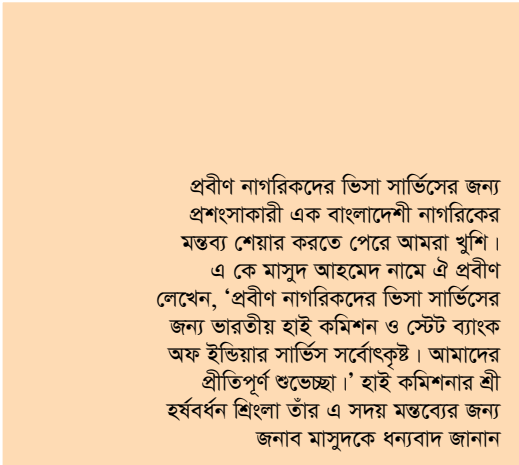 প্রবীণ নাগরিকদের ভিসা সার্ভিসের জন্য
প্রশংসাকারী এক বাংলাদেশী নাগরিকের
মন্তব্য শেয়ার করতে পেরে আমরা খুশি।
এ কে মাসুদ আহমেদ নামে ঐ প্রবীণ
লেখেন, ‘প্রবীণ নাগরিকদের ভিসা সার্ভিসের
জন্য ভারতীয় হাই কমিশন ও স্টেট ব্যাংক
অফ ইন্ডিয়ার সার্ভিস সর্বোৎকৃষ্ট। আমাদের
প্রীতিপূর্ণ শুভেচ্ছা।’ হাই কমিশনার শ্রী
হর্ষবর্ধন শ্রিংলা তাঁর এ সদয় মন্তব্যের জন্য
জনাব মাসুদকে ধন্যবাদ জানান